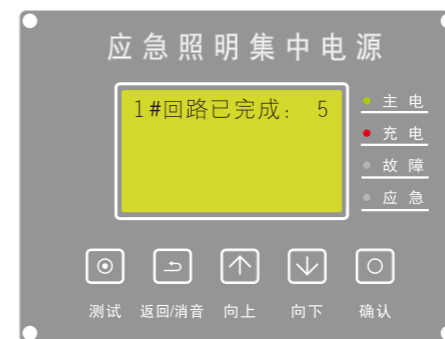 应急照明集中电源
1#回路已完成： 5
主电
充电
故障
应急
测试 返回/消音 向上 向下 确认